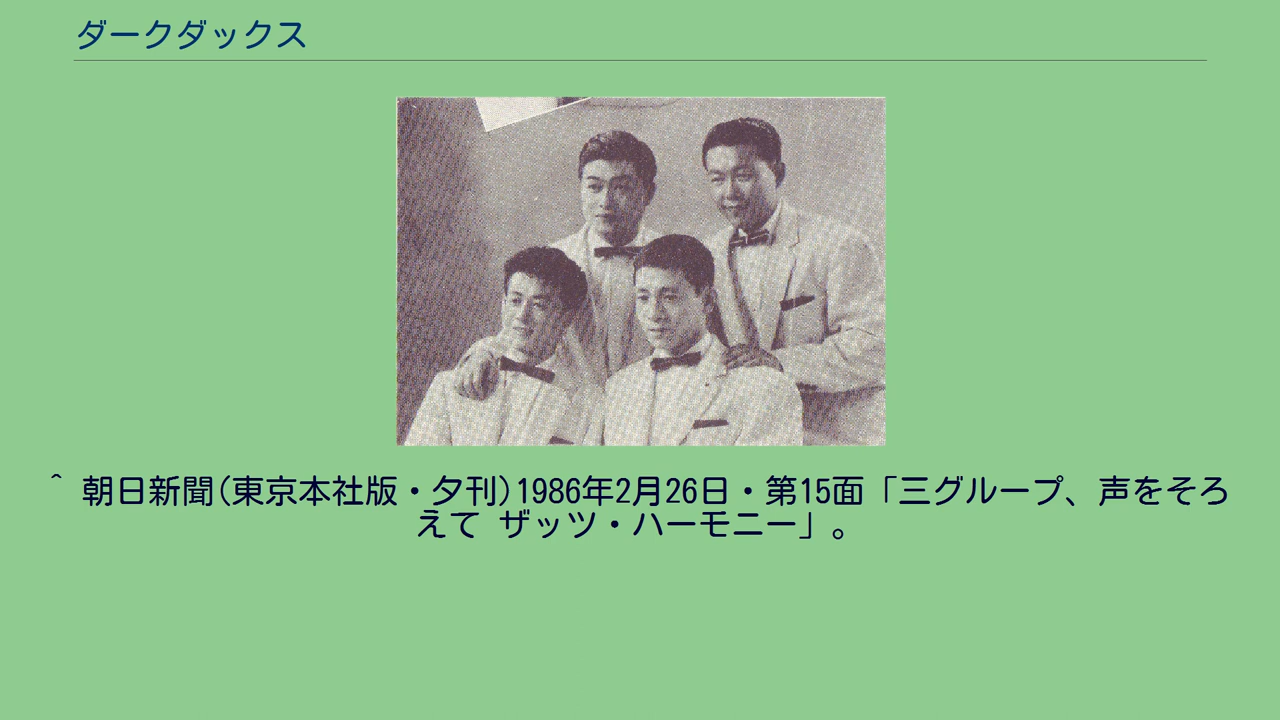 ダークダックス
^ 朝日新聞(東京本社版・夕刊)1986年2月26日・第15面「三グループ、声をそろ
えて ザッツ・ハーモニー」。